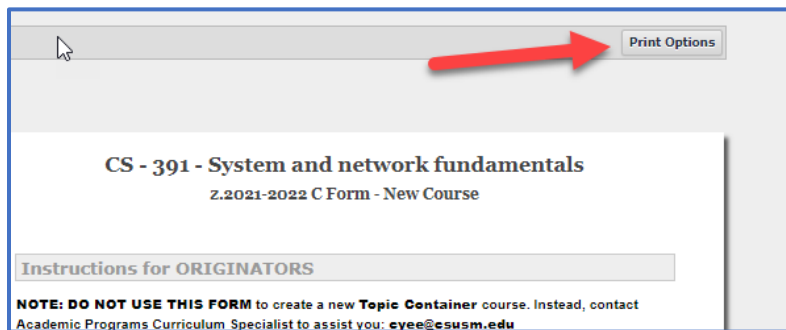 Print Options
CS - 391 - System and network fundamentals
z.2021-2022 C Form - New Course
Instructions for ORIGINATORS
NOTE: DO NOT USE THIS FORM to create a new Topic Container course. Instead, contact
Academic Programs Curriculum Specialist to assist you: cyee@csusm.edu